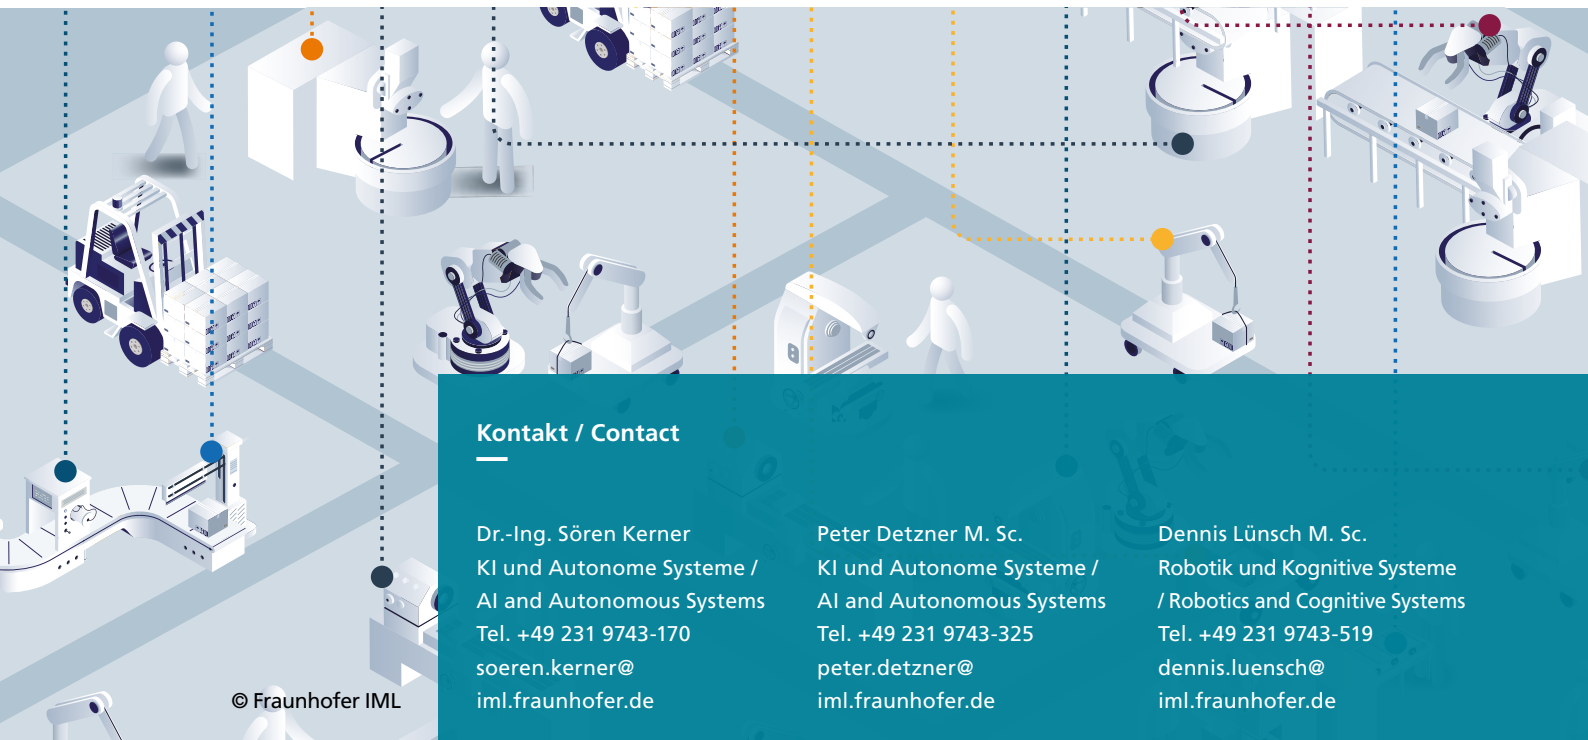 Kontakt / Contact
Dr.-Ing. Sören Kerner
KI und Autonome Systeme /
AI and Autonomous Systems
Tel. +49 231 9743-170
soeren.kerner@
iml.fraunhofer.de
Peter Detzner M. Sc.
KI und Autonome Systeme /
AI and Autonomous Systems
Tel. +49 231 9743-325
peter.detzner@
iml.fraunhofer.de
Dennis Lünsch M. Sc.
Robotik und Kognitive Systeme
/ Robotics and Cognitive Systems
Tel. +49 231 9743-519
dennis.luensch@
iml.fraunhofer.de
© Fraunhofer IML